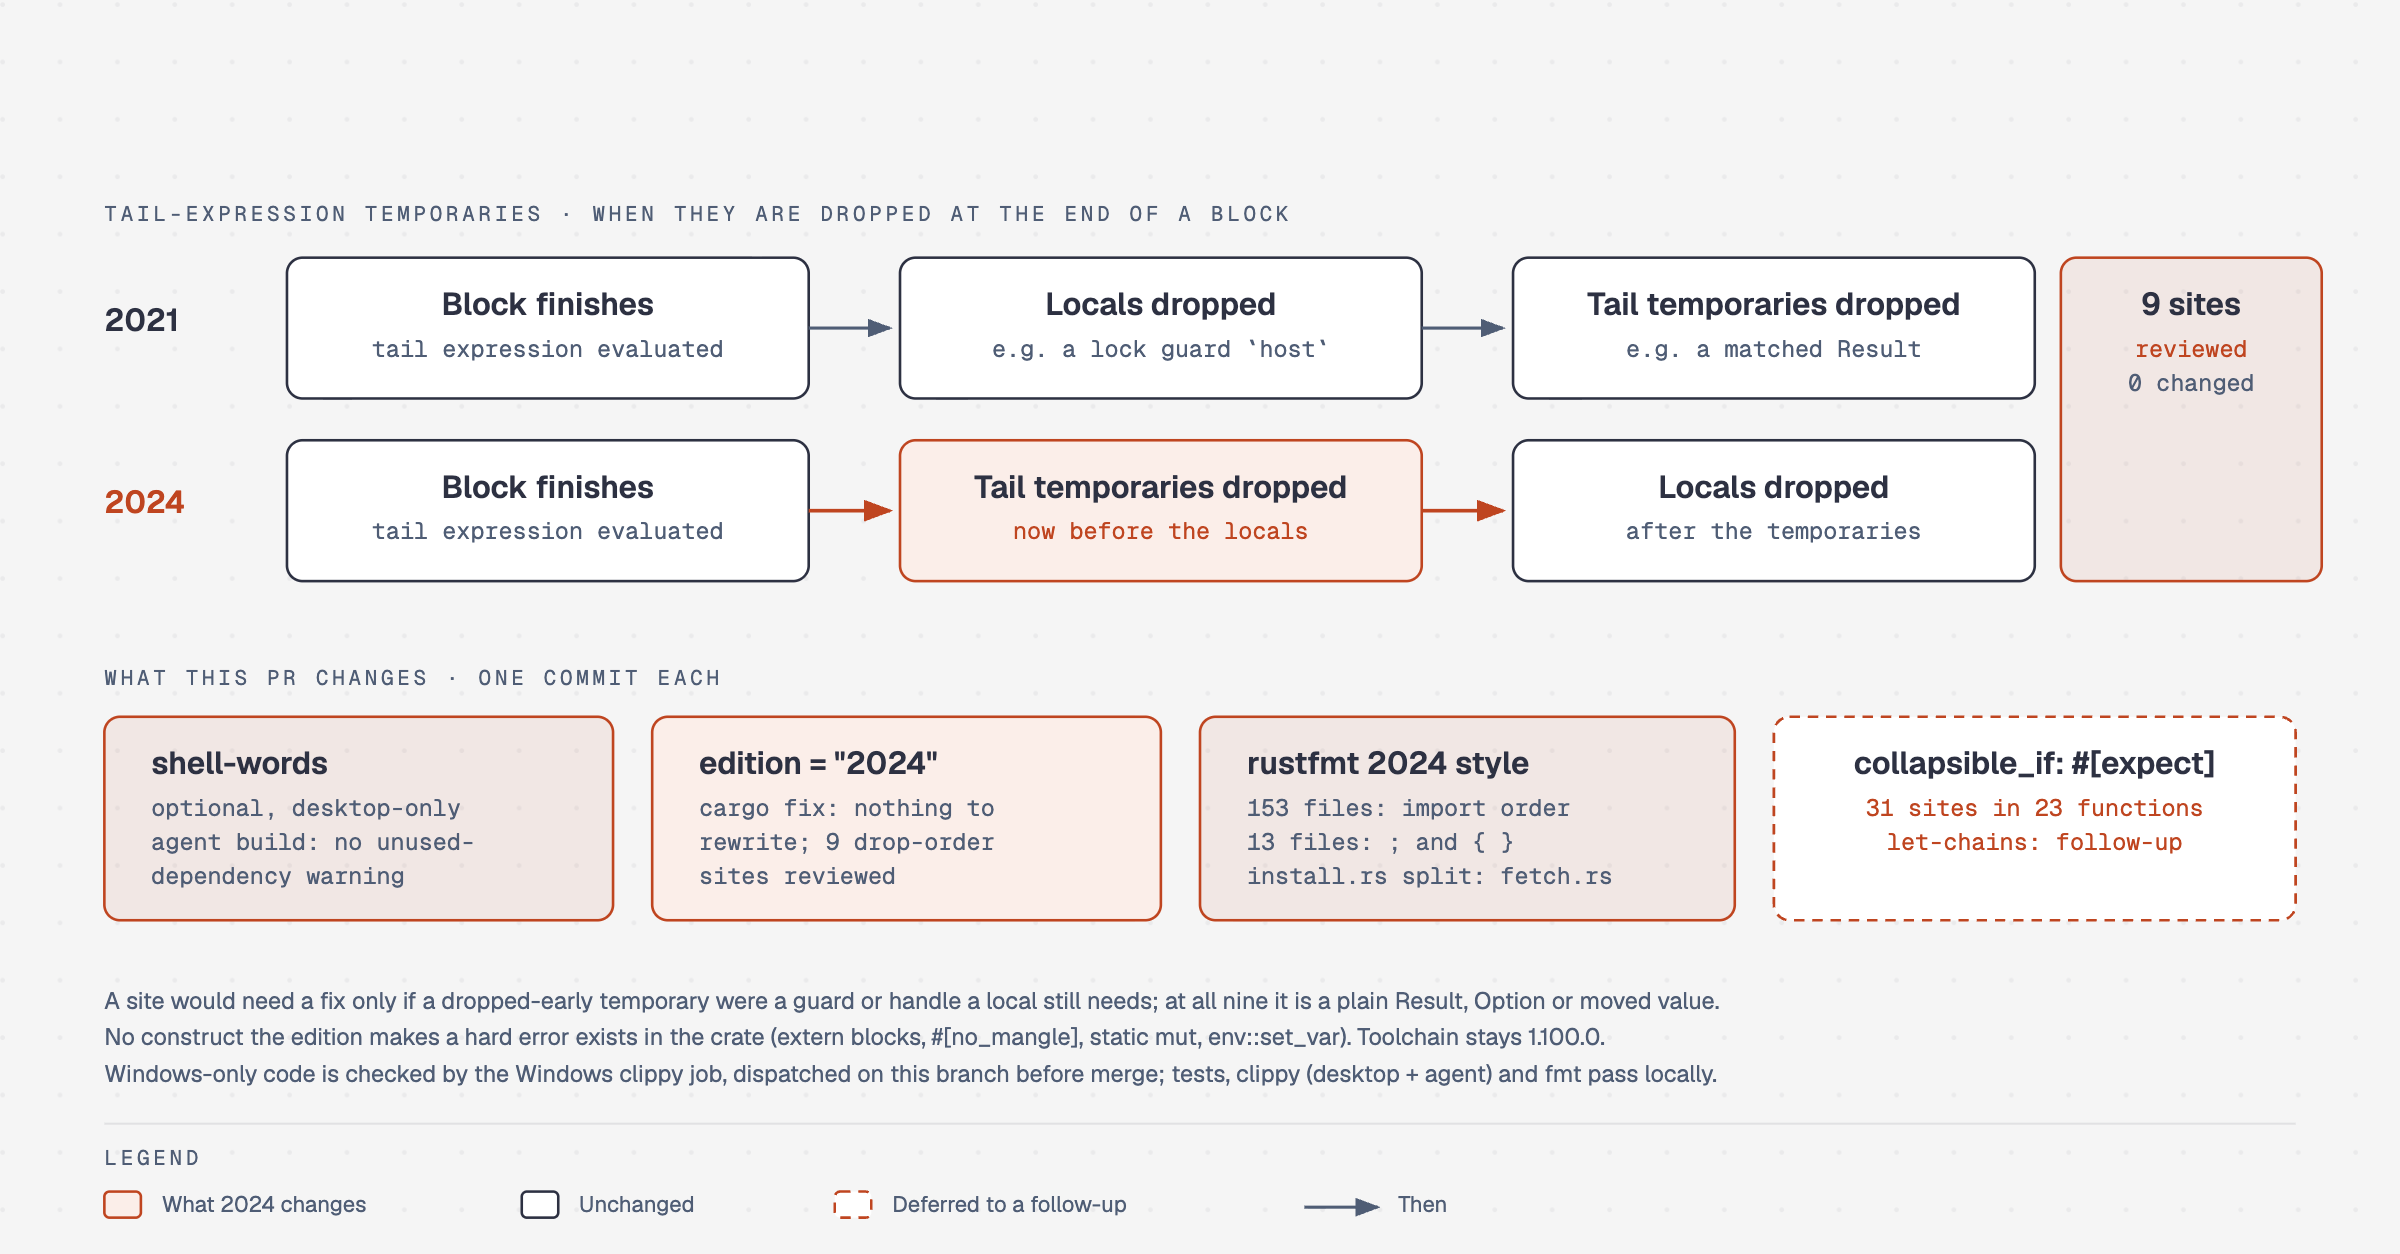 TAIL-EXPRESSION TEMPORARIES · WHEN THEY ARE DROPPED AT THE END OF A BLOCK
2021
Block finishes
tail expression evaluated
Locals dropped
e.g. a lock guard `host`
Tail temporaries dropped
e.g. a matched Result
9 sites
reviewed
0 changed
2024
Block finishes
tail expression evaluated
Tail temporaries dropped
now before the locals
Locals dropped
after the temporaries
WHAT THIS PR CHANGES · ONE COMMIT EACH
shell-words
optional, desktop-only
agent build: no unused-
dependency warning
edition = "2024"
cargo fix: nothing to
rewrite; 9 drop-order
sites reviewed
rustfmt 2024 style
153 files: import order
13 files: ; and { }
install.rs split: fetch.rs
collapsible_if: #[expect]
31 sites in 23 functions
let-chains: follow-up
A site would need a fix only if a dropped-early temporary were a guard or handle a local still needs; at all nine it is a plain Result, Option or moved value.
No construct the edition makes a hard error exists in the crate (extern blocks, #[no_mangle], static mut, env::set_var). Toolchain stays 1.100.0.
Windows-only code is checked by the Windows clippy job, dispatched on this branch before merge; tests, clippy (desktop + agent) and fmt pass locally.
LEGEND
What 2024 changes
Unchanged
Deferred to a follow-up
Then